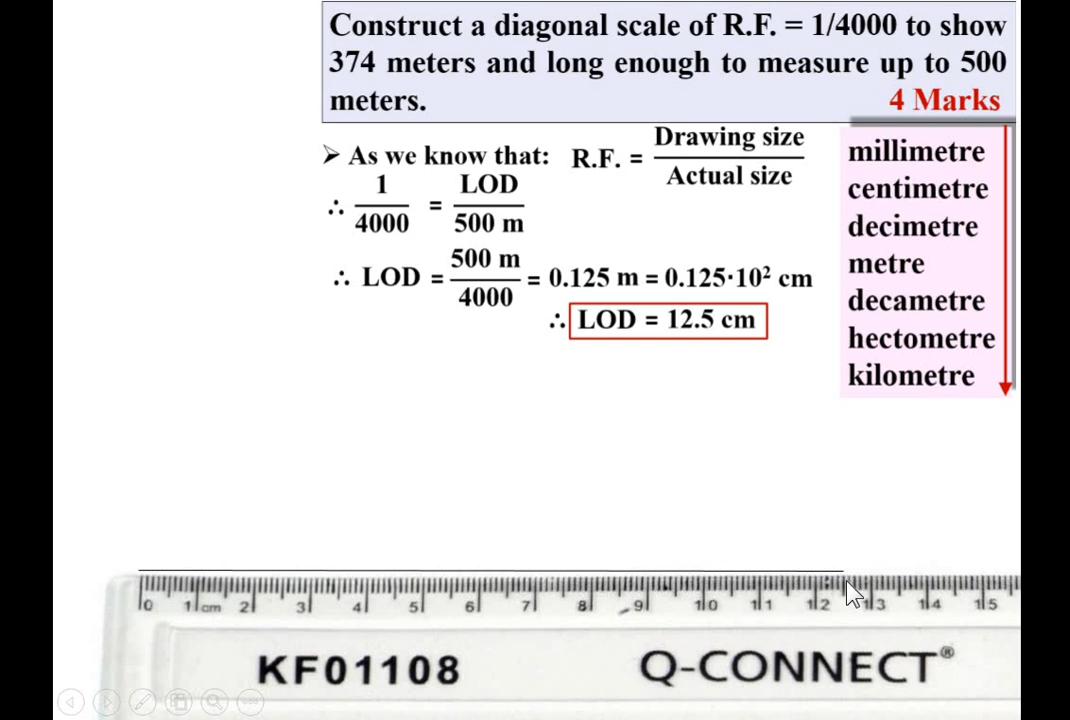 Construct a diagonal scale of R.F. = 1/4000 to show
374 meters and long enough to measure up to 500
meters. 4 Marks
➢ As we know that: R.F. = Drawing size / Actual size
∴ 1 / 4000 = LOD / 500 m
∴ LOD = 500 m / 4000 = 0.125 m = 0.125·10² cm
∴ LOD = 12.5 cm
millimetre
centimetre
decimetre
metre
decametre
hectometre
kilometre
0 1 cm 2 3 4 5 6 7 8 9 10 11 12 13 14 15
KF01108 Q-CONNECT®